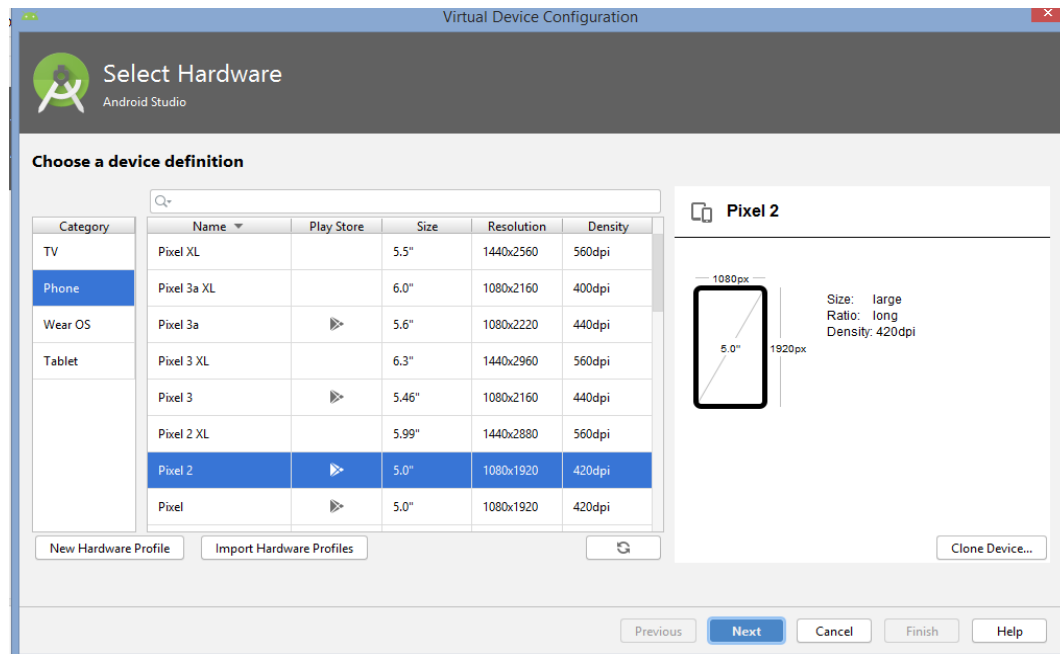 Virtual Device Configuration
Select Hardware
Android Studio
Choose a device definition
Category
TV
Phone
Wear OS
Tablet
Name Play Store Size Resolution Density
Pixel XL 5.5" 1440x2560 560dpi
Pixel 3a XL 6.0" 1080x2160 400dpi
Pixel 3a 5.6" 1080x2220 440dpi
Pixel 3 XL 6.3" 1440x2960 560dpi
Pixel 3 5.46" 1080x2160 440dpi
Pixel 2 XL 5.99" 1440x2880 560dpi
Pixel 2 5.0" 1080x1920 420dpi
Pixel 5.0" 1080x1920 420dpi
New Hardware Profile Import Hardware Profiles
Pixel 2
1080px
5.0" 1920px
Size: large
Ratio: long
Density: 420dpi
Clone Device...
Previous Next Cancel Finish Help